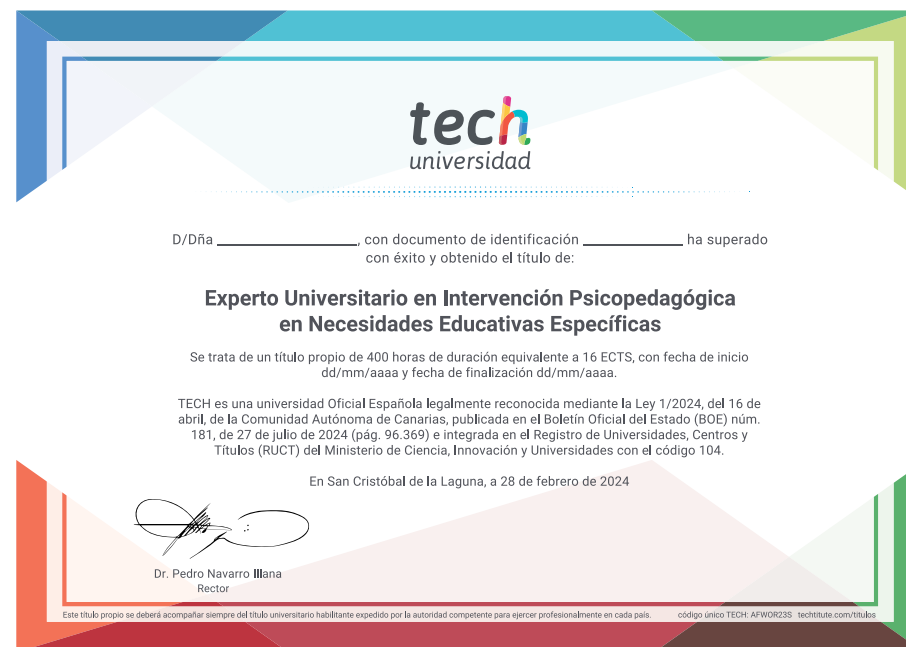 tech
universidad
D/Dña ____________________, con documento de identificación ______________ ha superado
con éxito y obtenido el título de:
Experto Universitario en Intervención Psicopedagógica
en Necesidades Educativas Específicas
Se trata de un título propio de 400 horas de duración equivalente a 16 ECTS, con fecha de inicio
dd/mm/aaaa y fecha de finalización dd/mm/aaaa.
TECH es una universidad Oficial Española legalmente reconocida mediante la Ley 1/2024, del 16 de
abril, de la Comunidad Autónoma de Canarias, publicada en el Boletín Oficial del Estado (BOE) núm.
181, de 27 de julio de 2024 (pág. 96.369) e integrada en el Registro de Universidades, Centros y
Títulos (RUCT) del Ministerio de Ciencia, Innovación y Universidades con el código 104.
En San Cristóbal de la Laguna, a 28 de febrero de 2024
Dr. Pedro Navarro Illana
Rector
Este título propio se deberá acompañar siempre del título universitario habilitante expedido por la autoridad competente para ejercer profesionalmente en cada país. código único TECH: AFWOR23S techtitute.com/titulos